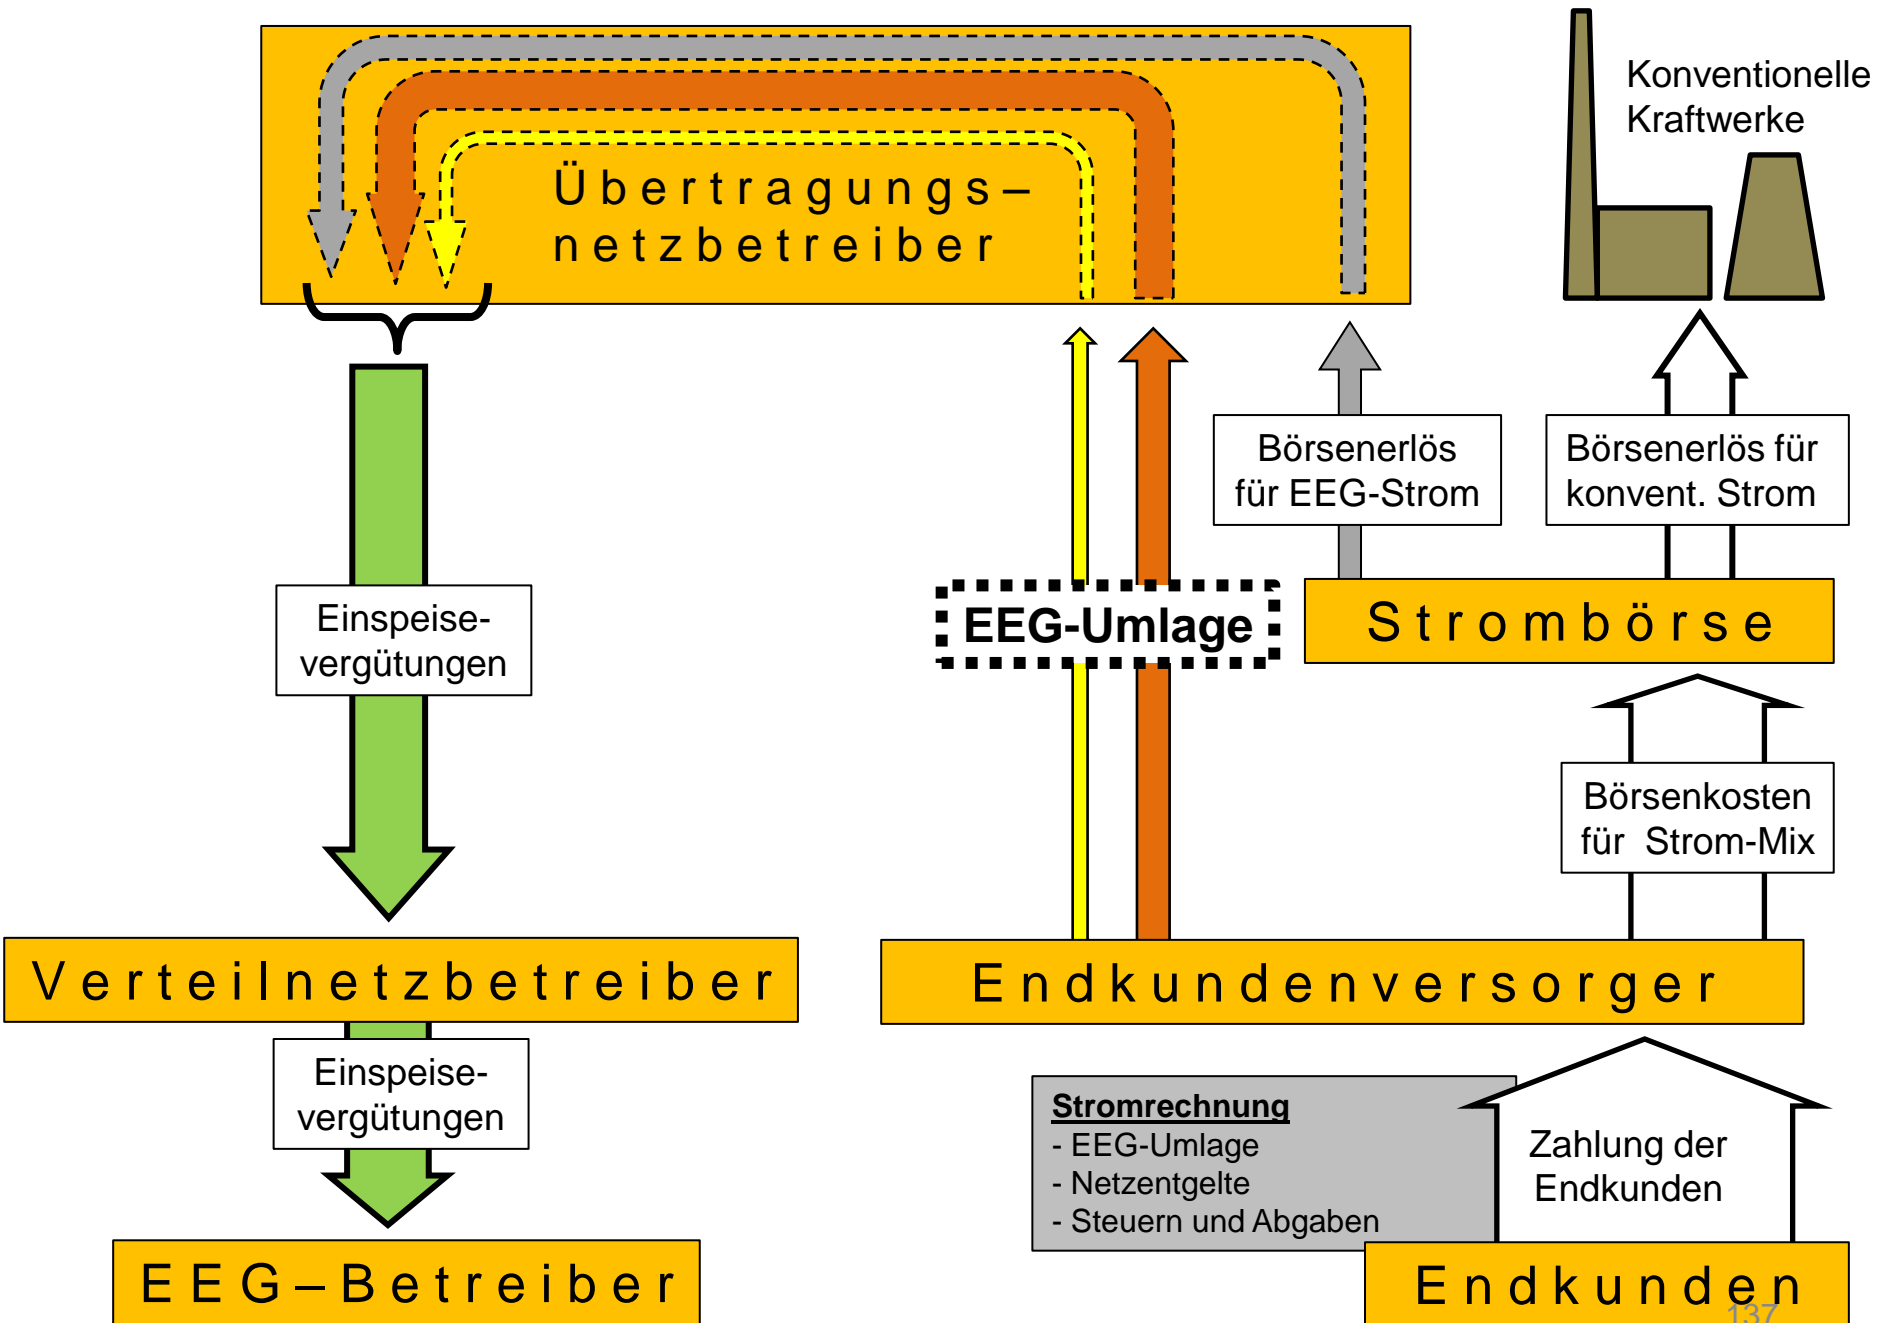 Konventionelle
Kraftwerke
Übertragungs–
netzbetreiber
Börsenerlös
für EEG-Strom
Börsenerlös für
konvent. Strom
Einspeise-
vergütungen
EEG-Umlage
Strombörse
Börsenkosten
für Strom-Mix
Verteilnetzbetreiber
Endkundenversorger
Einspeise-
vergütungen
Stromrechnung
- EEG-Umlage
- Netzentgelte
- Steuern und Abgaben
Zahlung der
Endkunden
EEG–Betreiber
Endkunden
137